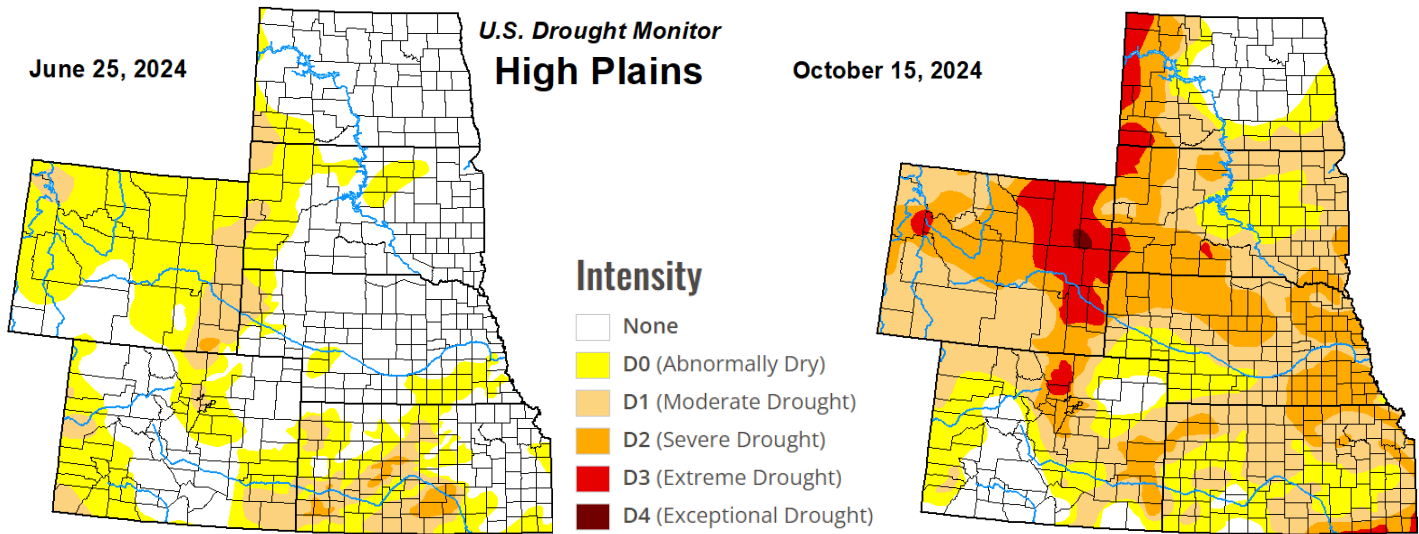 U.S. Drought Monitor
High Plains
June 25, 2024
October 15, 2024
Intensity
None
D0 (Abnormally Dry)
D1 (Moderate Drought)
D2 (Severe Drought)
D3 (Extreme Drought)
D4 (Exceptional Drought)